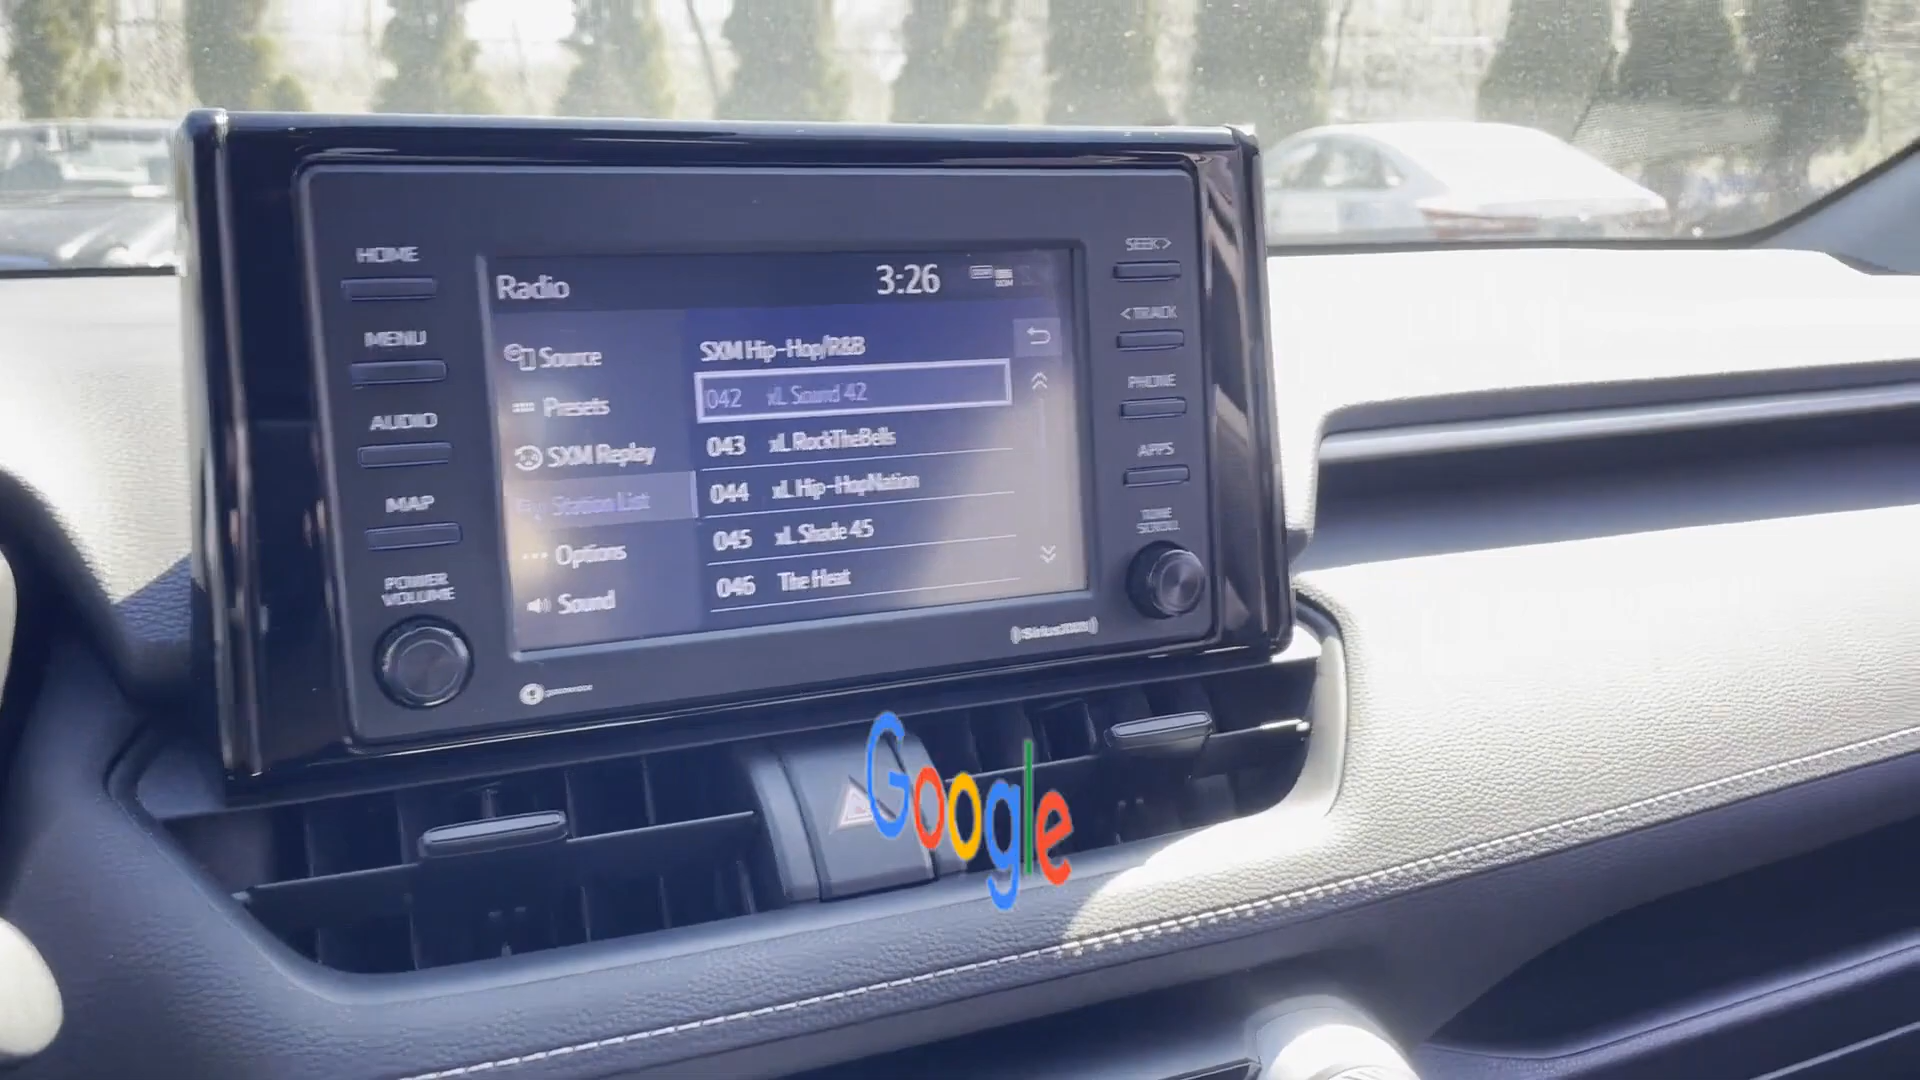 HOME
MENU
AUDIO
MAP
POWER
VOLUME
Radio
3:26
Source
Presets
SXM Replay
Station List
Options
Sound
SXM Hip-Hop/R&B
042 xL Sound 42
043 xL RockTheBells
044 xL Hip-HopNation
045 xL Shade 45
046 The Heat
SEEK>
<TRACK
PHONE
APPS
TUNE
SCROLL
((SiriusXM))
Google